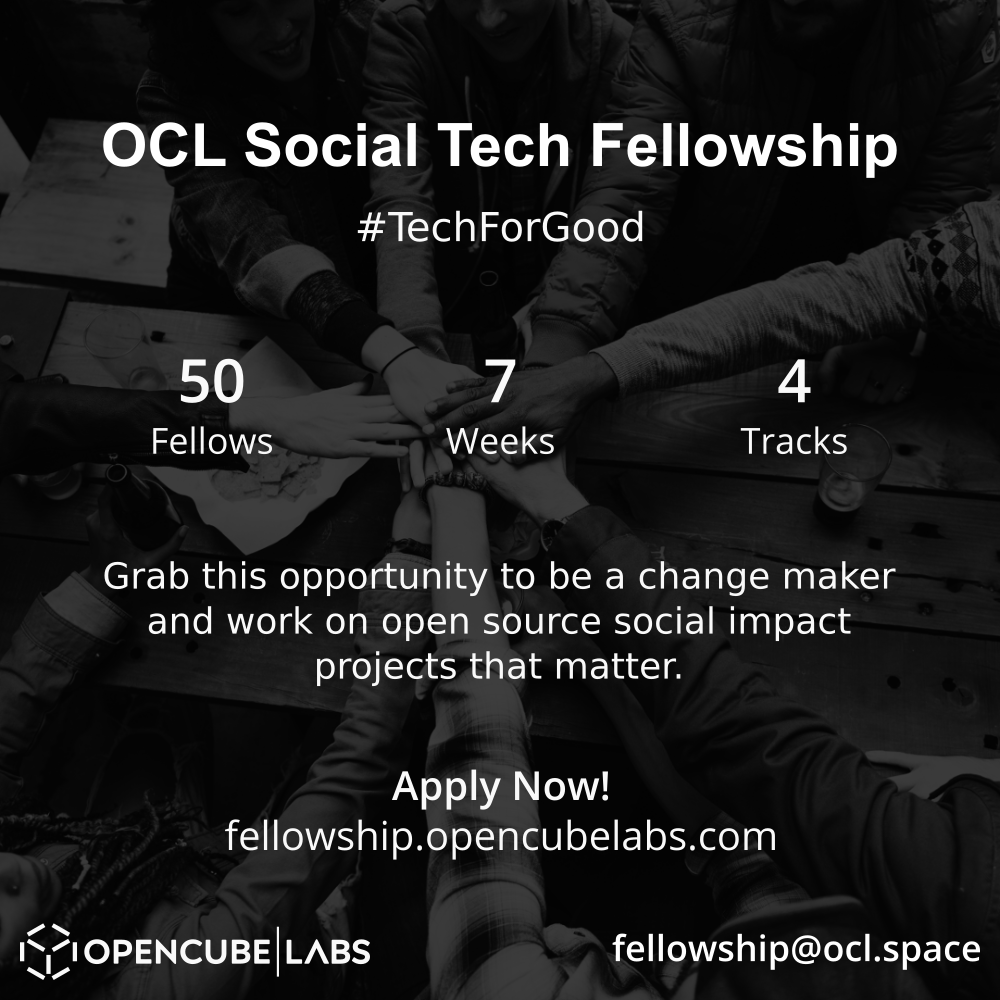 OCL Social Tech Fellowship
#TechForGood
50 7 4
Fellows Weeks Tracks
Grab this opportunity to be a change maker
and work on open source social impact
projects that matter.
Apply Now!
fellowship.opencubelabs.com
OPENCUBE|LABS fellowship@ocl.space